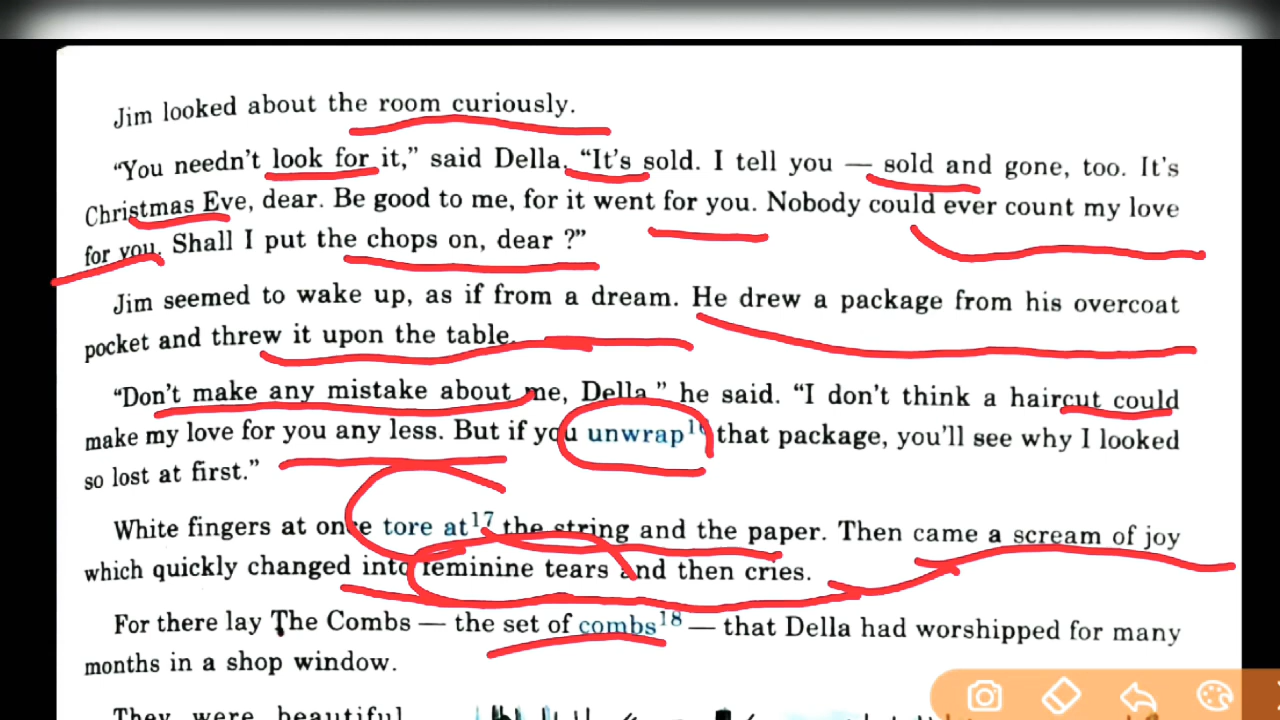 Jim looked about the room curiously.
“You needn’t look for it,” said Della, “It’s sold. I tell you — sold and gone, too. It’s
Christmas Eve, dear. Be good to me, for it went for you. Nobody could ever count my love
for you. Shall I put the chops on, dear ?”
Jim seemed to wake up, as if from a dream. He drew a package from his overcoat
pocket and threw it upon the table.
“Don’t make any mistake about me, Della ” he said. “I don’t think a haircut could
make my love for you any less. But if you unwrap16 that package, you’ll see why I looked
so lost at first.”
White fingers at once tore at17 the string and the paper. Then came a scream of joy
which quickly changed into feminine tears and then cries.
For there lay The Combs — the set of combs18 — that Della had worshipped for many
months in a shop window.
They were beautiful